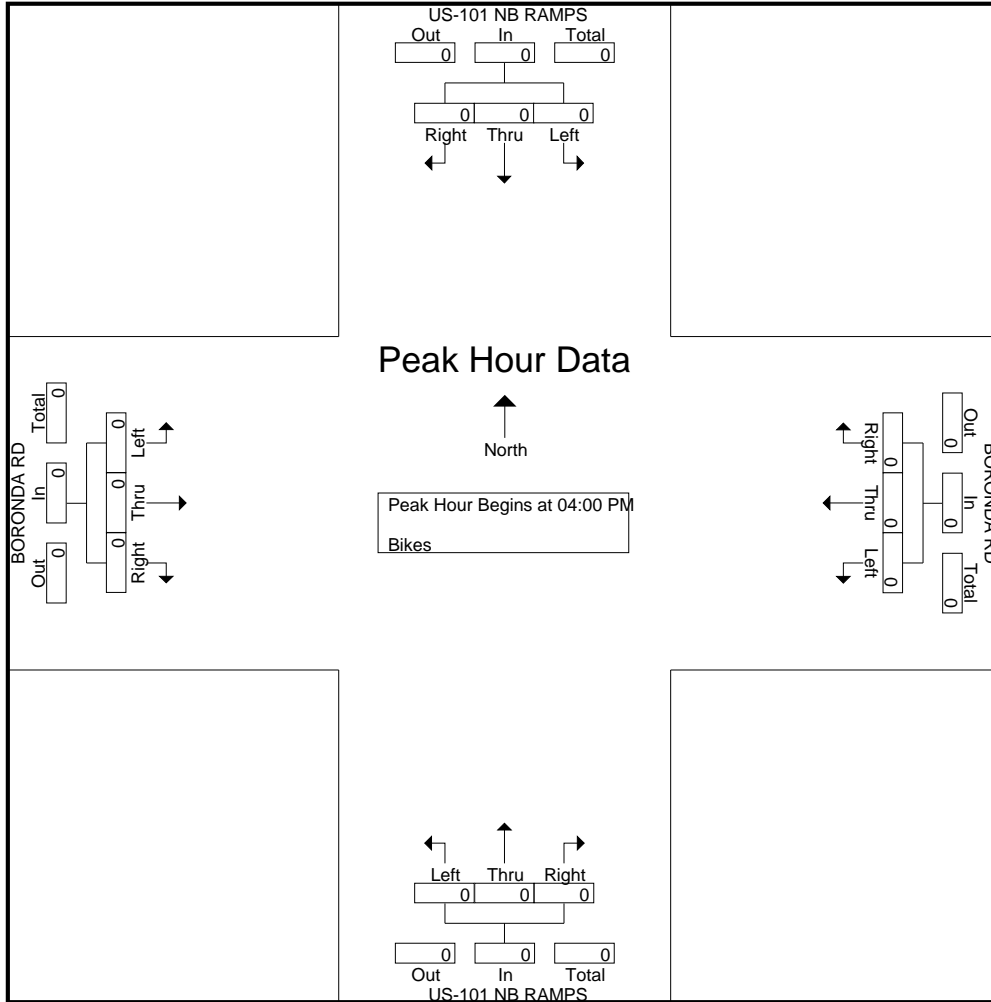 US-101 NB RAMPS
Out In Total
0 0 0
0 0 0
Right Thru Left
Peak Hour Data
North
Peak Hour Begins at 04:00 PM
Bikes
BORONDA RD
Total In Out
0 0 0
0 0 0
Left Thru Right
Right Thru Left
0 0 0
0 0 0
Out In Total
BORONDA RD
Left Thru Right
0 0 0
0 0 0
Out In Total
US-101 NB RAMPS